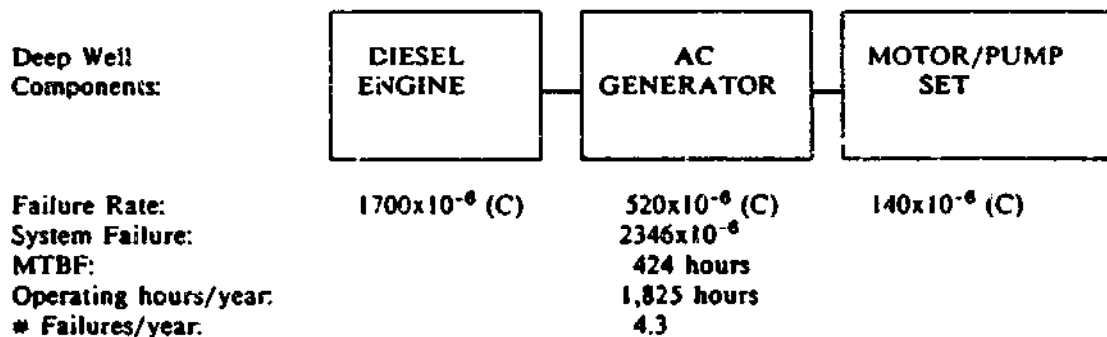 Deep Well
Components:
DIESEL
ENGINE
AC
GENERATOR
MOTOR/PUMP
SET
Failure Rate: 1700x10⁻⁶ (C) 520x10⁻⁶ (C) 140x10⁻⁶ (C)
System Failure: 2346x10⁻⁶
MTBF: 424 hours
Operating hours/year: 1,825 hours
# Failures/year: 4.3